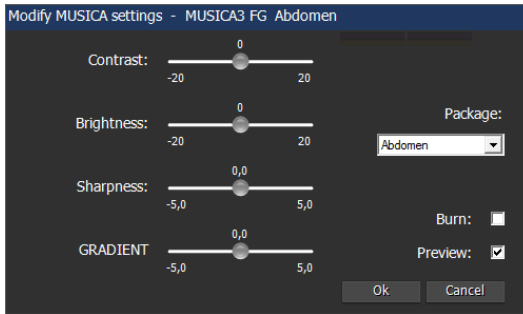 Modify MUSICA settings - MUSICA3 FG Abdomen
Contrast:
0
-20 20
Brightness:
0
-20 20
Package:
Abdomen
Sharpness:
0,0
-5,0 5,0
Burn:
GRADIENT
0,0
-5,0 5,0
Preview:
Ok Cancel